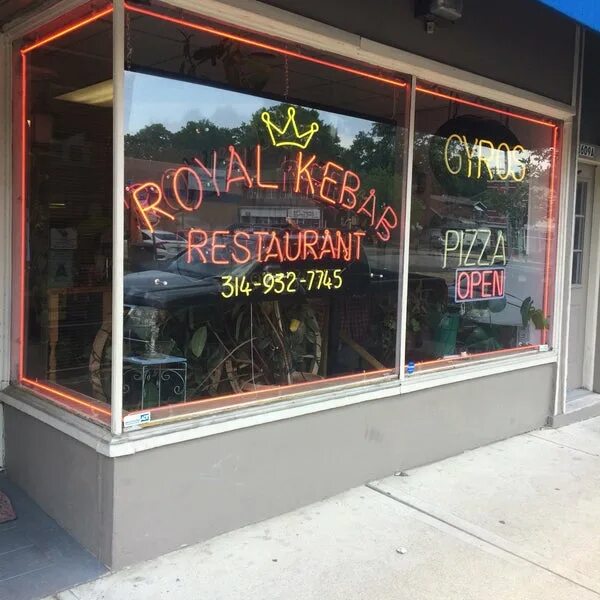 ROYAL KEBAB
RESTAURANT
314-932-7745
GYROS
PIZZA
OPEN